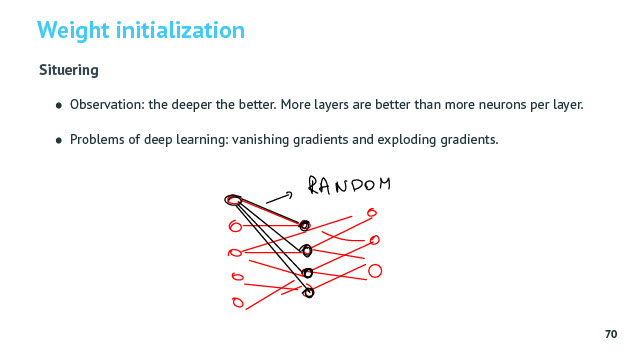 Weight initialization
Situering
● Observation: the deeper the better. More layers are better than more neurons per layer.
● Problems of deep learning: vanishing gradients and exploding gradients.
RANDOM
70